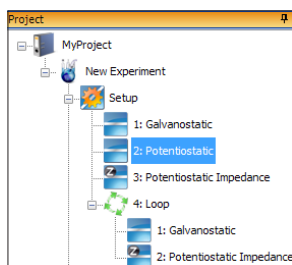 Project
MyProject
New Experiment
Setup
1: Galvanostatic
2: Potentiostatic
3: Potentiostatic Impedance
4: Loop
1: Galvanostatic
2: Potentiostatic Impedance